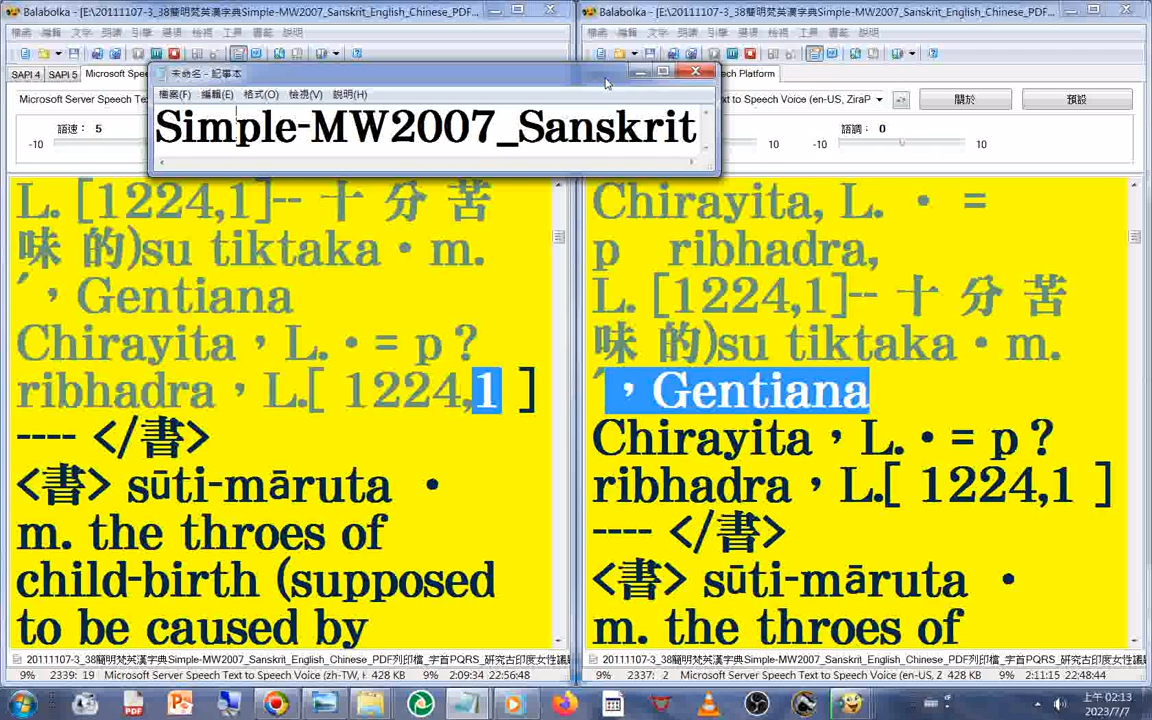 Balabolka - [E:\20111107-3_38簡明梵英漢字典Simple-MW2007_Sanskrit_English_Chinese_PDF...
Balabolka - [E:\20111107-3_38簡明梵英漢字典Simple-MW2007_Sanskrit_English_Chinese_PDF...
SAPI 4 SAPI 5 Microsoft Speec
未命名 - 記事本
檔案(F) 編輯(E) 格式(O) 檢視(V) 說明(H)
Simple-MW2007_Sanskrit
ech Platform
Microsoft Server Speech Text
xt to Speech Voice (en-US, ZiraP
關於
預設
語速： 5
-10
語調： 0
10 -10 10
L. [1224,1]-- 十 分 苦
味 的)su tiktaka • m.
´，Gentiana
Chirayita，L. • = p？
ribhadra，L.[ 1224,1 ]
---- </書>
<書> sūti-māruta •
m. the throes of
child-birth (supposed
to be caused by
Chirayita, L. • =
p ribhadra,
L. [1224,1]-- 十 分 苦
味 的)su tiktaka • m.
´，Gentiana
Chirayita，L. • = p？
ribhadra，L.[ 1224,1 ]
---- </書>
<書> sūti-māruta •
m. the throes of
20111107-3_38簡明梵英漢字典Simple-MW2007_Sanskrit_English_Chinese_PDF列印檔_字首PQRS_研究古印度女性議
20111107-3_38簡明梵英漢字典Simple-MW2007_Sanskrit_English_Chinese_PDF列印檔_字首PQRS_研究古印度女性議
9% 2339: 19 Microsoft Server Speech Text to Speech Voice (zh-TW, H 428 KB 2:09:34 22:56:48
9% 2337: 2 Microsoft Server Speech Text to Speech Voice (en-US, Z 428 KB 2:11:15 22:48:44
上午 02:13
2023/7/7